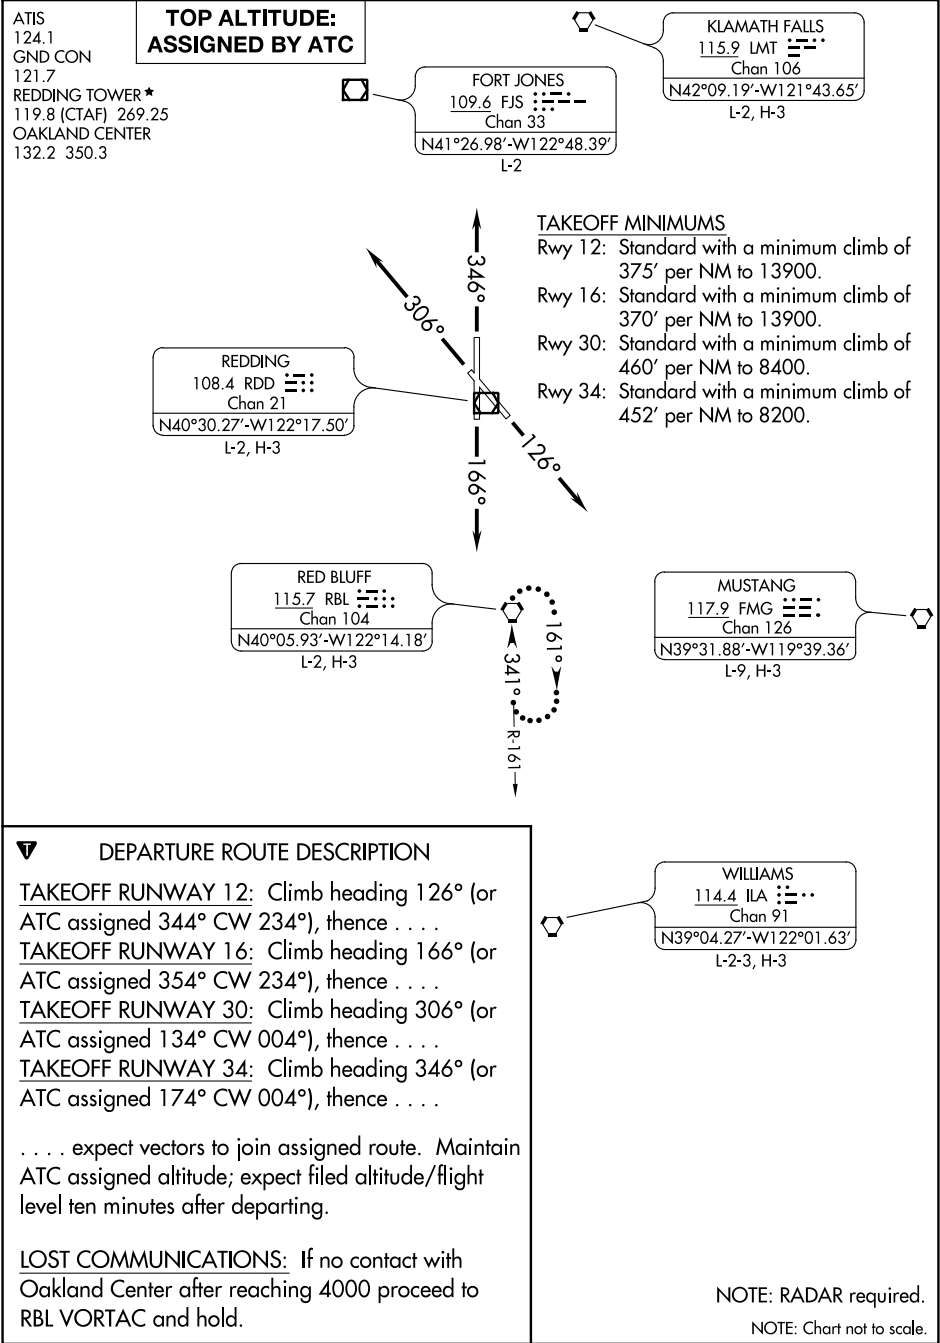 ATIS
124.1
GND CON
121.7
REDDING TOWER★
119.8 (CTAF) 269.25
OAKLAND CENTER
132.2 350.3
TOP ALTITUDE:
ASSIGNED BY ATC
KLAMATH FALLS
115.9 LMT
Chan 106
N42°09.19′-W121°43.65′
L-2, H-3
FORT JONES
109.6 FJS
Chan 33
N41°26.98′-W122°48.39′
L-2
TAKEOFF MINIMUMS
Rwy 12: Standard with a minimum climb of
375′ per NM to 13900.
Rwy 16: Standard with a minimum climb of
370′ per NM to 13900.
Rwy 30: Standard with a minimum climb of
460′ per NM to 8400.
Rwy 34: Standard with a minimum climb of
452′ per NM to 8200.
346°
306°
REDDING
108.4 RDD
Chan 21
N40°30.27′-W122°17.50′
L-2, H-3
126°
166°
RED BLUFF
115.7 RBL
Chan 104
N40°05.93′-W122°14.18′
L-2, H-3
161°
341°
R-161
MUSTANG
117.9 FMG
Chan 126
N39°31.88′-W119°39.36′
L-9, H-3
WILLIAMS
114.4 ILA
Chan 91
N39°04.27′-W122°01.63′
L-2-3, H-3
T
DEPARTURE ROUTE DESCRIPTION
TAKEOFF RUNWAY 12: Climb heading 126° (or
ATC assigned 344° CW 234°), thence . . . .
TAKEOFF RUNWAY 16: Climb heading 166° (or
ATC assigned 354° CW 234°), thence . . . .
TAKEOFF RUNWAY 30: Climb heading 306° (or
ATC assigned 134° CW 004°), thence . . . .
TAKEOFF RUNWAY 34: Climb heading 346° (or
ATC assigned 174° CW 004°), thence . . . .
. . . . expect vectors to join assigned route. Maintain
ATC assigned altitude; expect filed altitude/flight
level ten minutes after departing.
LOST COMMUNICATIONS: If no contact with
Oakland Center after reaching 4000 proceed to
RBL VORTAC and hold.
NOTE: RADAR required.
NOTE: Chart not to scale.